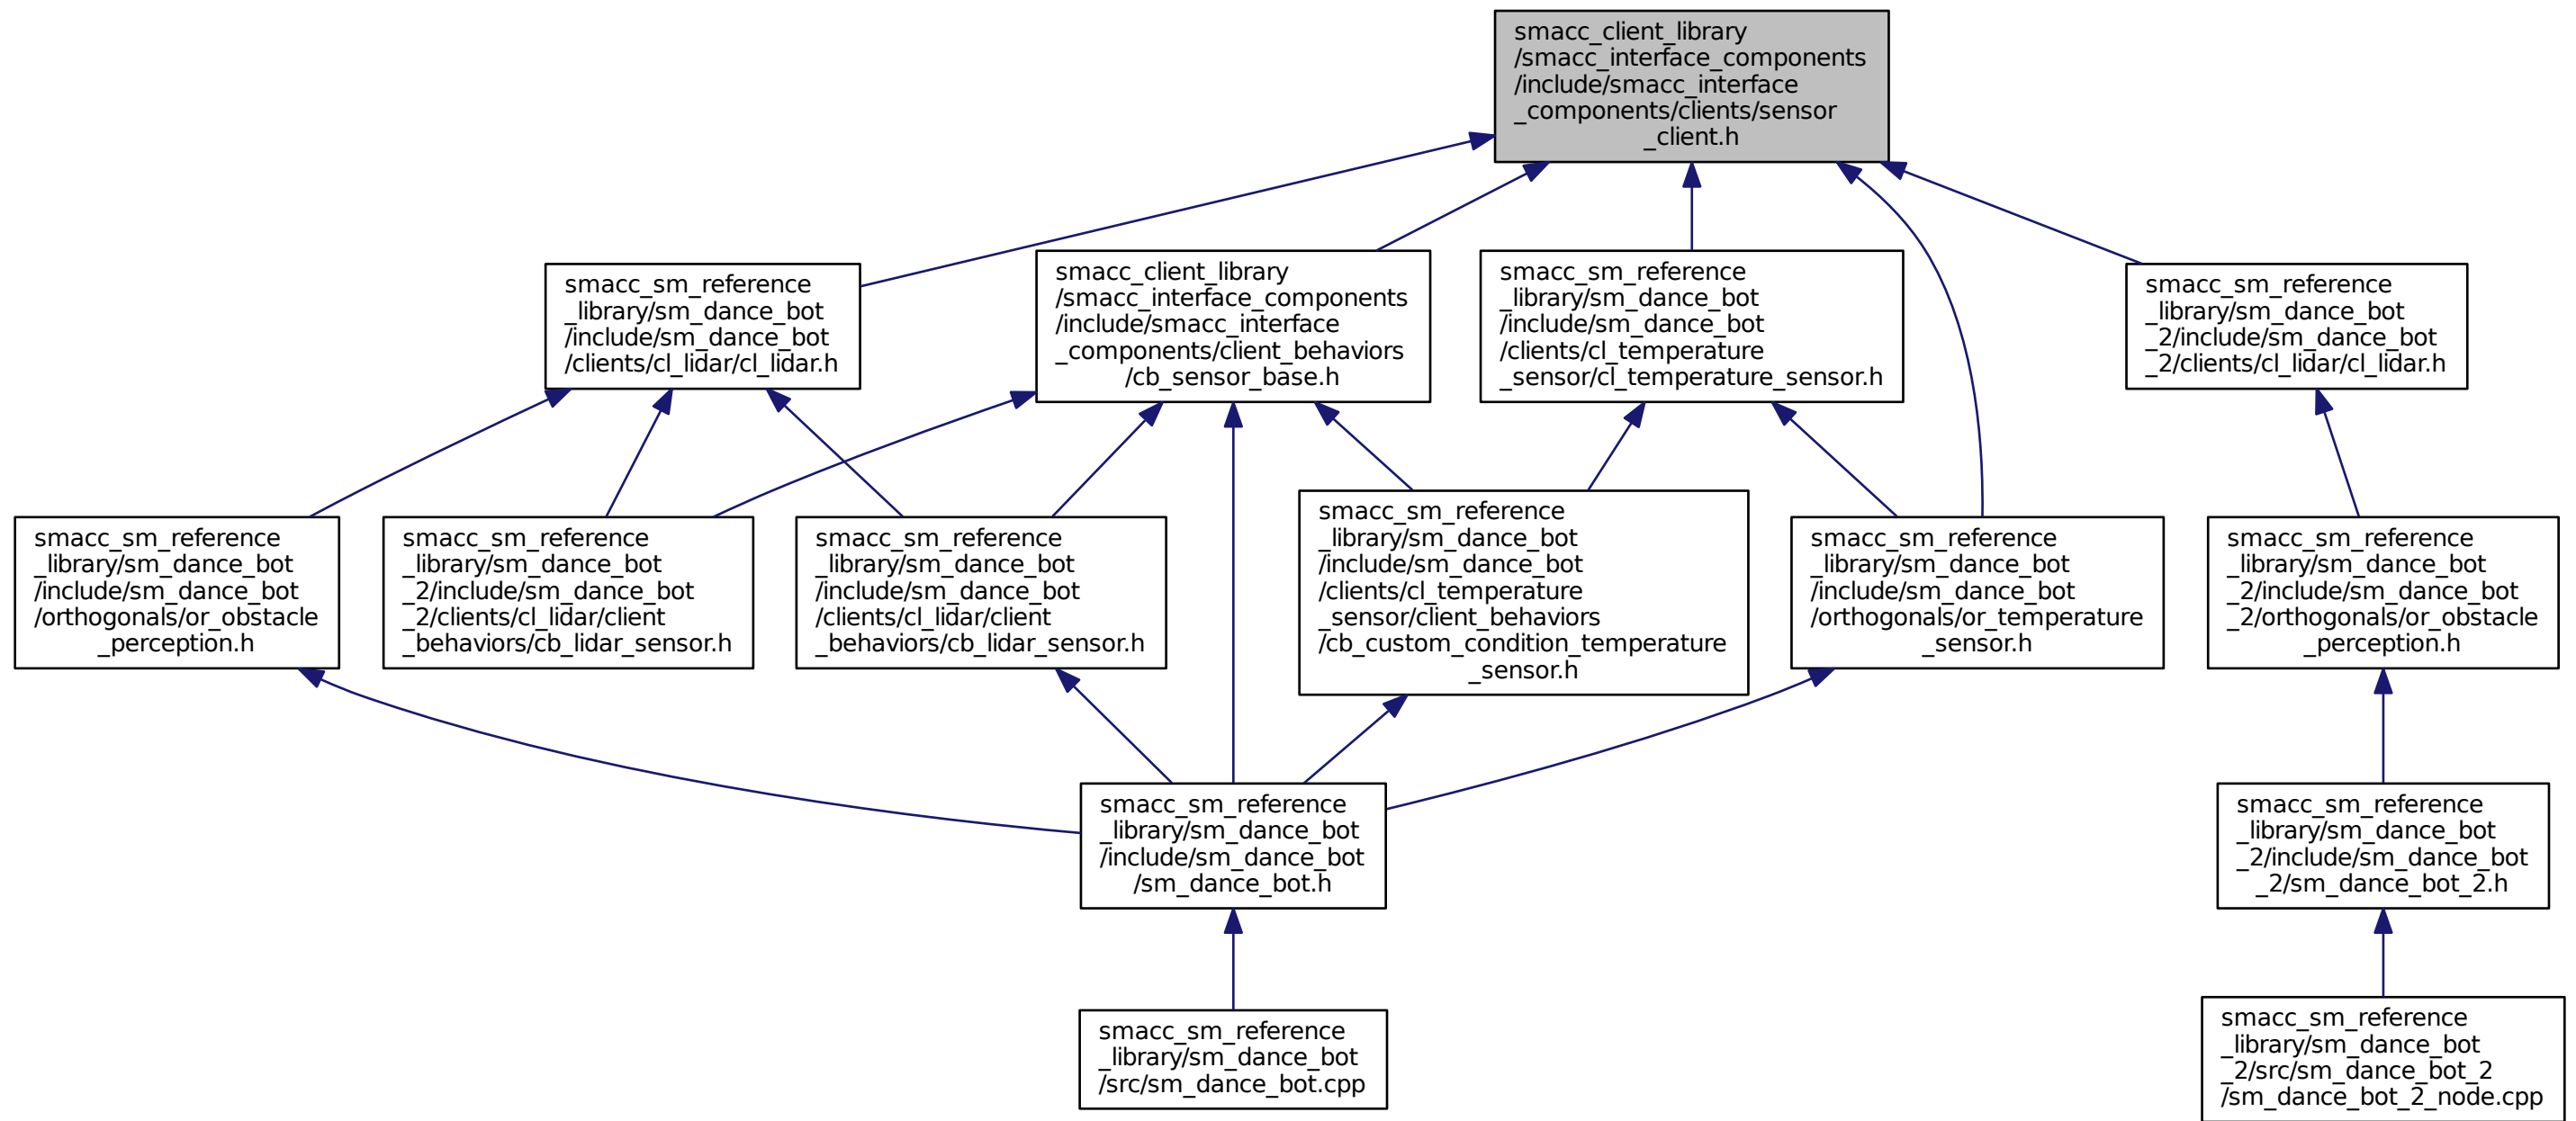 smacc_client_library
/smacc_interface_components
/include/smacc_interface
_components/clients/sensor
_client.h
smacc_sm_reference
_library/sm_dance_bot
/include/sm_dance_bot
/clients/cl_lidar/cl_lidar.h
smacc_client_library
/smacc_interface_components
/include/smacc_interface
_components/client_behaviors
/cb_sensor_base.h
smacc_sm_reference
_library/sm_dance_bot
/include/sm_dance_bot
/clients/cl_temperature
_sensor/cl_temperature_sensor.h
smacc_sm_reference
_library/sm_dance_bot
_2/include/sm_dance_bot
_2/clients/cl_lidar/cl_lidar.h
smacc_sm_reference
_library/sm_dance_bot
/include/sm_dance_bot
/orthogonals/or_obstacle
_perception.h
smacc_sm_reference
_library/sm_dance_bot
_2/include/sm_dance_bot
_2/clients/cl_lidar/client
_behaviors/cb_lidar_sensor.h
smacc_sm_reference
_library/sm_dance_bot
/include/sm_dance_bot
/clients/cl_lidar/client
_behaviors/cb_lidar_sensor.h
smacc_sm_reference
_library/sm_dance_bot
/include/sm_dance_bot
/clients/cl_temperature
_sensor/client_behaviors
/cb_custom_condition_temperature
_sensor.h
smacc_sm_reference
_library/sm_dance_bot
/include/sm_dance_bot
/orthogonals/or_temperature
_sensor.h
smacc_sm_reference
_library/sm_dance_bot
_2/include/sm_dance_bot
_2/orthogonals/or_obstacle
_perception.h
smacc_sm_reference
_library/sm_dance_bot
/include/sm_dance_bot
/sm_dance_bot.h
smacc_sm_reference
_library/sm_dance_bot
_2/include/sm_dance_bot
_2/sm_dance_bot_2.h
smacc_sm_reference
_library/sm_dance_bot
/src/sm_dance_bot.cpp
smacc_sm_reference
_library/sm_dance_bot
_2/src/sm_dance_bot_2
/sm_dance_bot_2_node.cpp